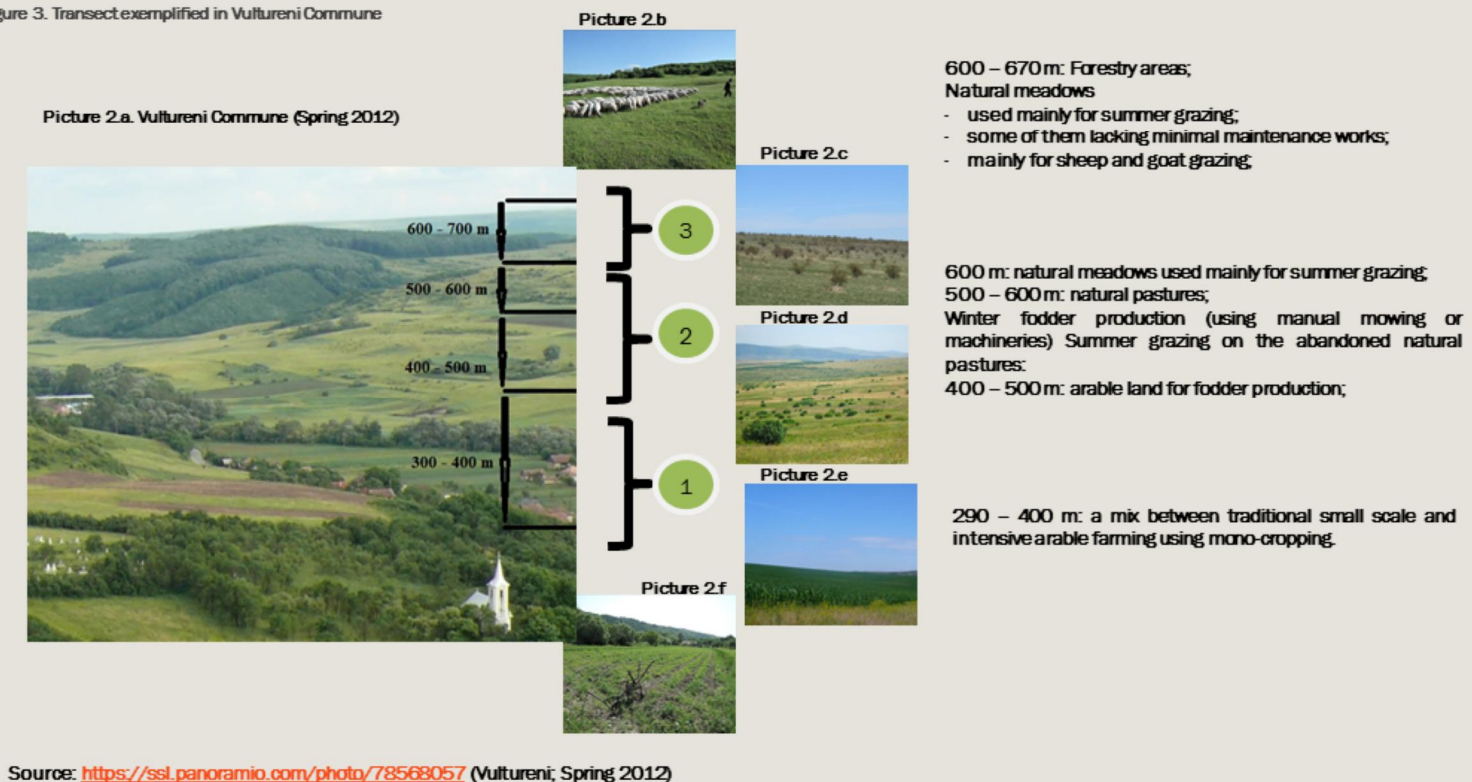 gure 3. Transect exemplified in Vultureni Commune
Picture 2.b
Picture 2.a. Vultureni Commune (Spring 2012)
600 – 670 m: Forestry areas;
Natural meadows
- used mainly for summer grazing;
- some of them lacking minimal maintenance works;
- mainly for sheep and goat grazing;
Picture 2.c
600 - 700 m
3
500 - 600 m
600 m: natural meadows used mainly for summer grazing;
500 – 600 m: natural pastures;
Winter fodder production (using manual mowing or
machineries) Summer grazing on the abandoned natural
pastures:
400 – 500 m: arable land for fodder production;
Picture 2.d
2
400 - 500 m
300 - 400 m
Picture 2.e
1
290 – 400 m: a mix between traditional small scale and
intensive arable farming using mono-cropping.
Picture 2.f
Source: https://ssl.panoramio.com/photo/78568057 (Vultureni; Spring 2012)